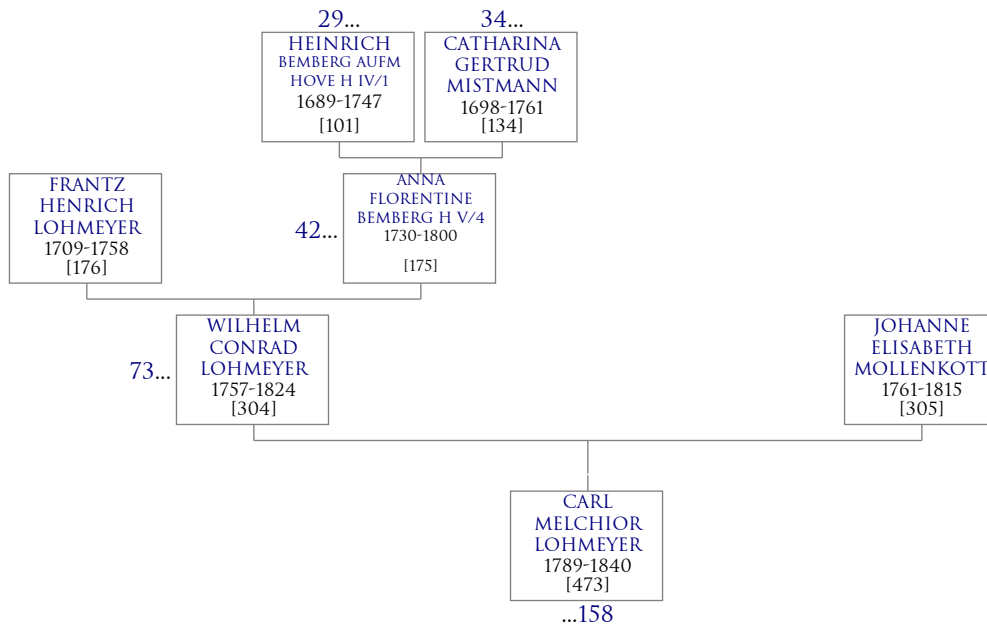 29...
HEINRICH
BEMBERG AUFM
HOVE H IV/1
1689-1747
[101]
34...
CATHARINA
GERTRUD
MISTMANN
1698-1761
[134]
FRANTZ
HENRICH
LOHMEYER
1709-1758
[176]
42...
ANNA
FLORENTINE
BEMBERG H V/4
1730-1800
[175]
73...
WILHELM
CONRAD
LOHMEYER
1757-1824
[304]
JOHANNE
ELISABETH
MOLLENKOTT
1761-1815
[305]
CARL
MELCHIOR
LOHMEYER
1789-1840
[473]
...158